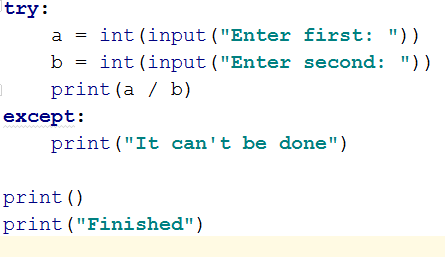 try:
    a = int(input("Enter first: "))
    b = int(input("Enter second: "))
    print(a / b)
except:
    print("It can't be done")

print()
print("Finished")